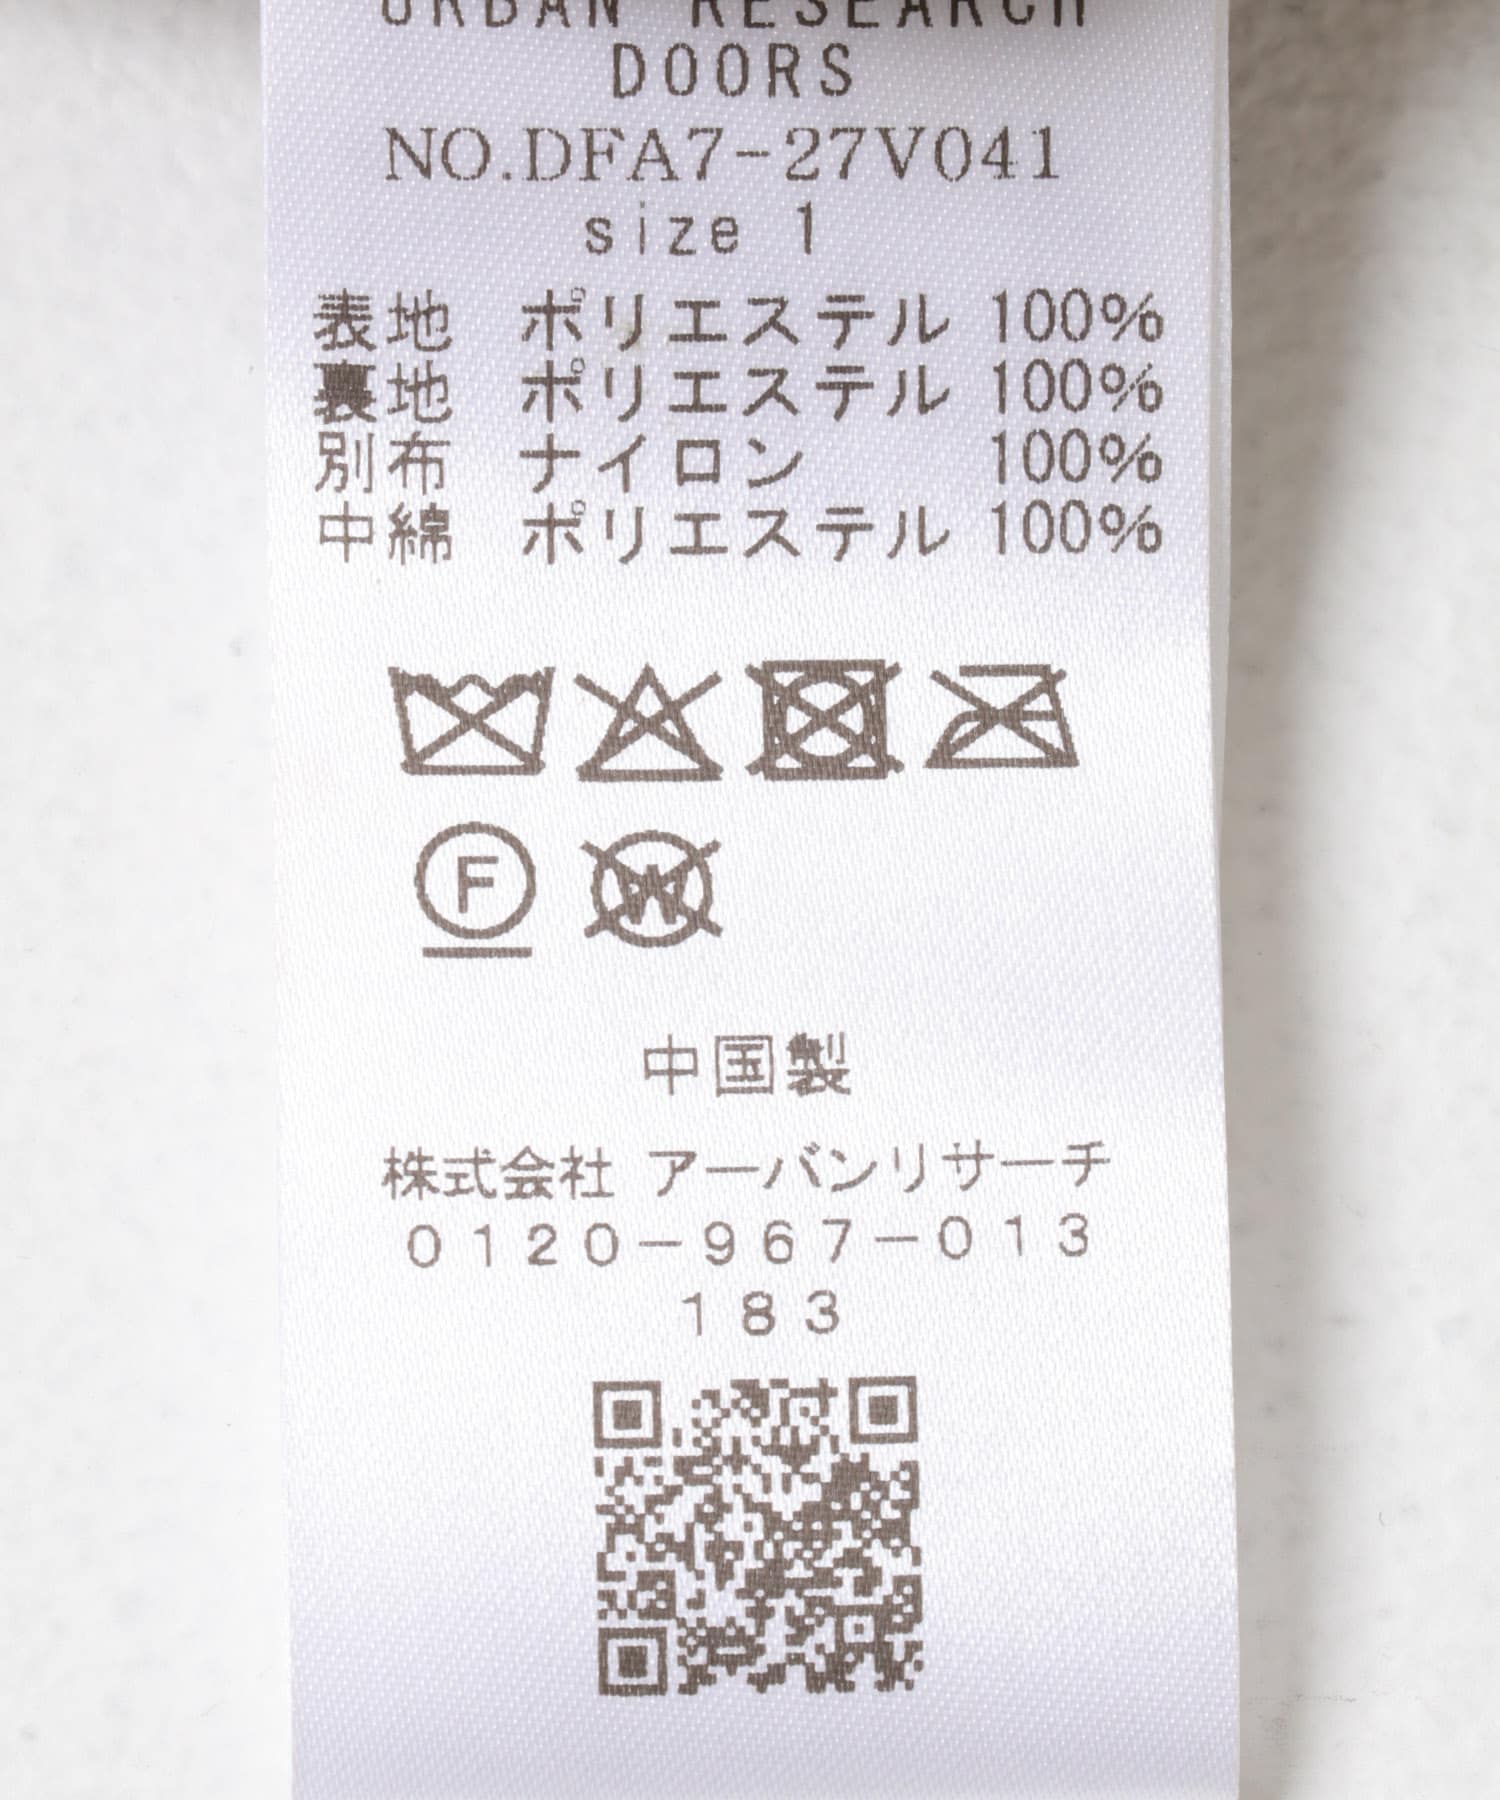 URBAN RESEARCH
DOORS
NO.DFA7-27V041
size 1
表地 ポリエステル 100%
裏地 ポリエステル 100%
別布 ナイロン 100%
中綿 ポリエステル 100%
F W
中国製
株式会社 アーバンリサーチ
0120-967-013
183